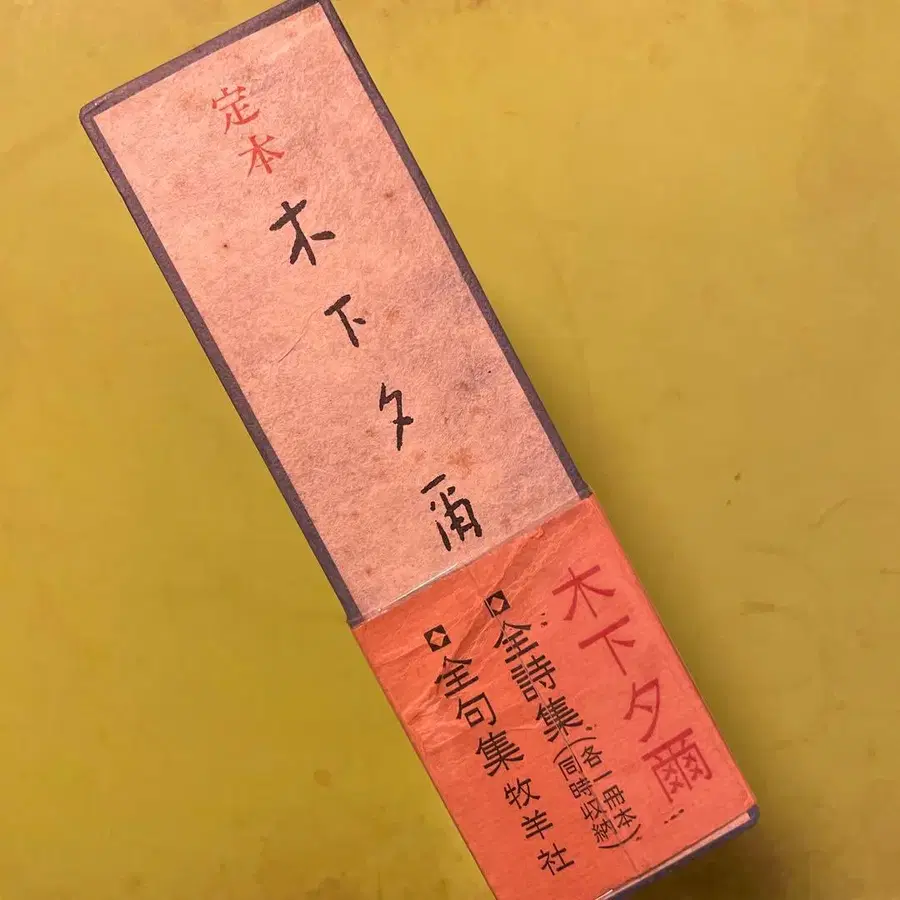 定本
木下夕爾
木下夕爾
全詩集
(各一冊本
同時収納)
全句集
牧羊社